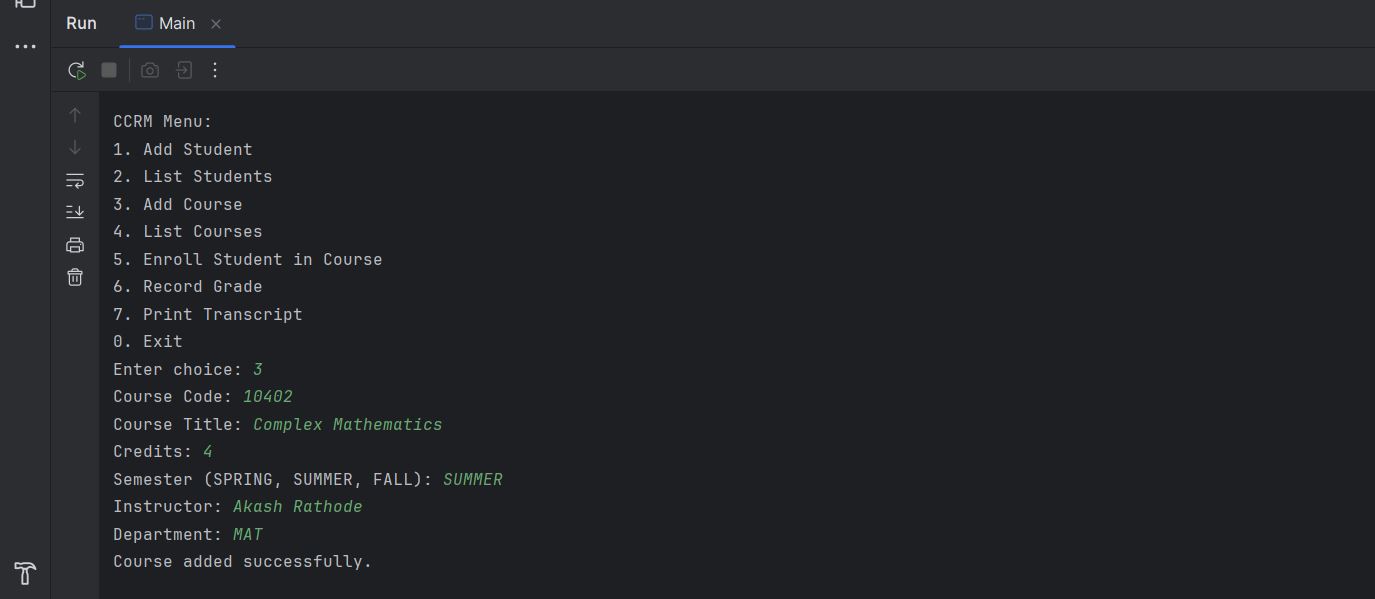 Run Main
CCRM Menu:
1. Add Student
2. List Students
3. Add Course
4. List Courses
5. Enroll Student in Course
6. Record Grade
7. Print Transcript
0. Exit
Enter choice: 3
Course Code: 10402
Course Title: Complex Mathematics
Credits: 4
Semester (SPRING, SUMMER, FALL): SUMMER
Instructor: Akash Rathode
Department: MAT
Course added successfully.